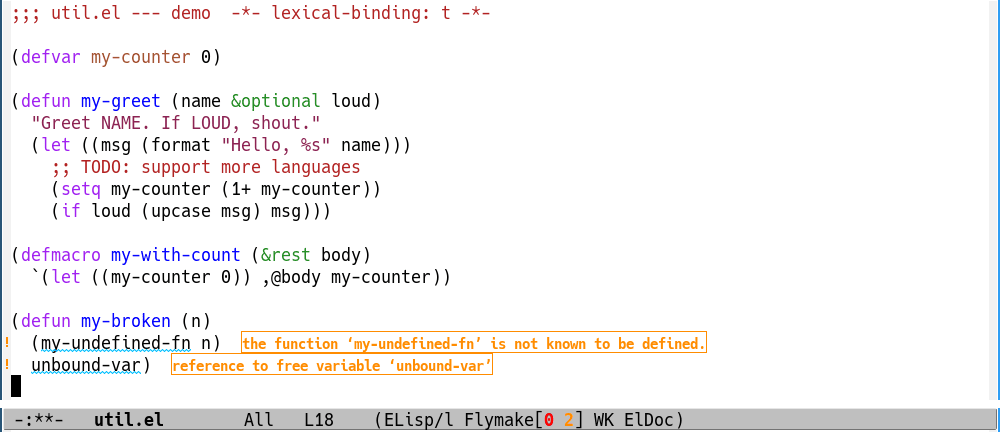 ;;; util.el --- demo  -*- lexical-binding: t -*-

(defvar my-counter 0)

(defun my-greet (name &optional loud)
  "Greet NAME. If LOUD, shout."
  (let ((msg (format "Hello, %s" name)))
    ;; TODO: support more languages
    (setq my-counter (1+ my-counter))
    (if loud (upcase msg) msg)))

(defmacro my-with-count (&rest body)
  `(let ((my-counter 0)) ,@body my-counter))

(defun my-broken (n)
! (my-undefined-fn n)  the function ‘my-undefined-fn’ is not known to be defined.
! unbound-var)  reference to free variable ‘unbound-var’
-:**-   util.el        All   L18    (ELisp/l Flymake[0 2] WK ElDoc)